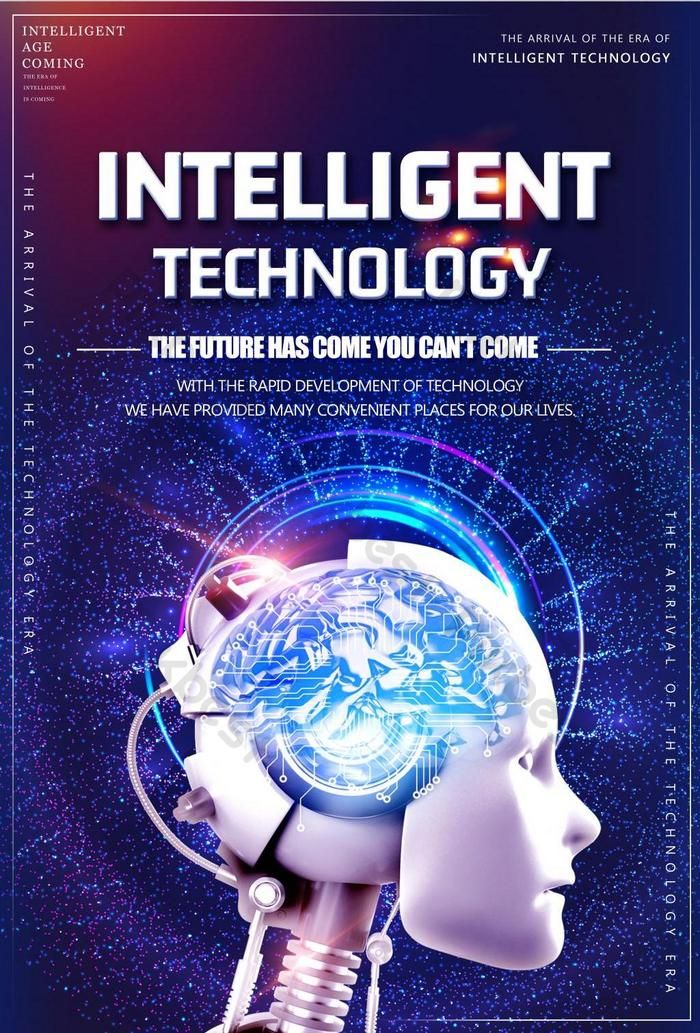 INTELLIGENT
AGE
COMING
THE ERA OF
INTELLIGENCE
IS COMING
THE ARRIVAL OF THE ERA OF
INTELLIGENT TECHNOLOGY
INTELLIGENT
TECHNOLOGY
THE FUTURE HAS COME YOU CAN'T COME
WITH THE RAPID DEVELOPMENT OF TECHNOLOGY
WE HAVE PROVIDED MANY CONVENIENT PLACES FOR OUR LIVES.
THE ARRIVAL OF THE TECHNOLOGY ERA
THE ARRIVAL OF THE TECHNOLOGY ERA